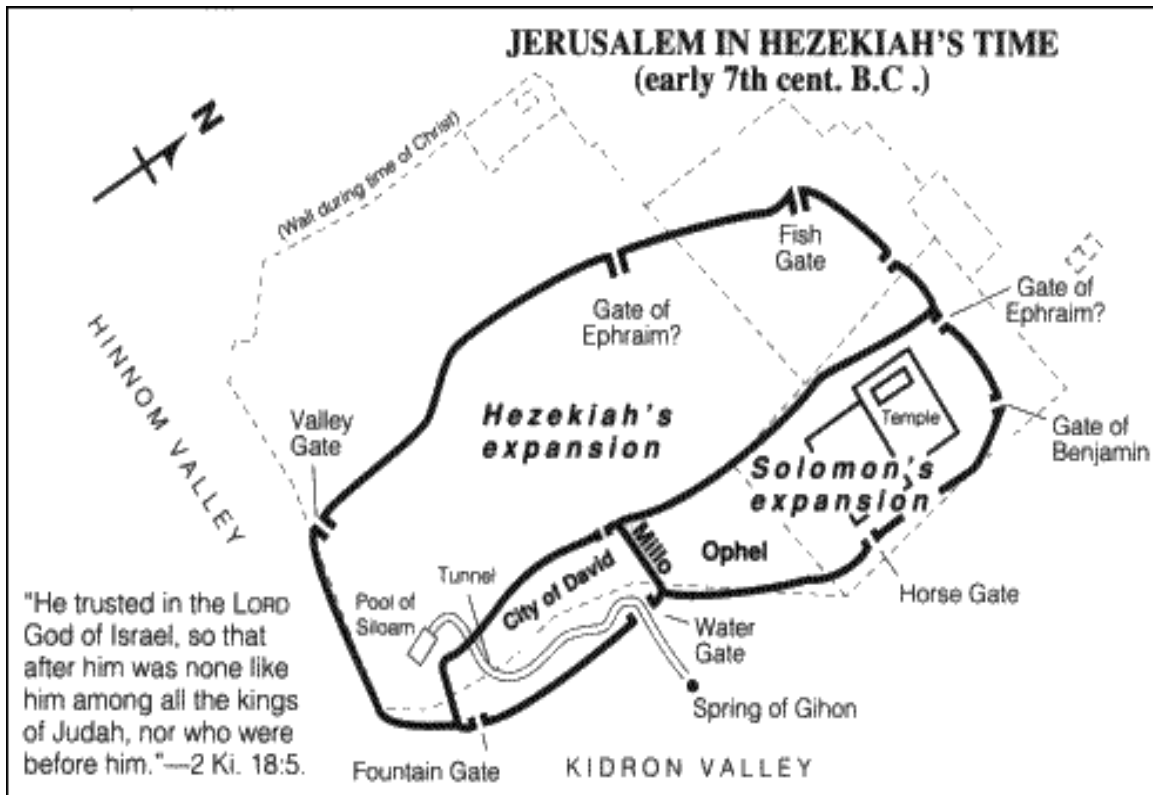 JERUSALEM IN HEZEKIAH'S TIME
(early 7th cent. B.C .)
N
(Wall during time of Christ)
Fish
Gate
Gate of
Ephraim?
Gate of
Ephraim?
HINNOM VALLEY
Valley
Gate
Hezekiah's
expansion
Temple
Gate of
Benjamin
Solomon's
expansion
Millo
Ophel
Tunnel
City of David
Pool of
Siloam
Horse Gate
Water
Gate
Spring of Gihon
"He trusted in the LORD
God of Israel, so that
after him was none like
him among all the kings
of Judah, nor who were
before him."—2 Ki. 18:5.
Fountain Gate
KIDRON VALLEY